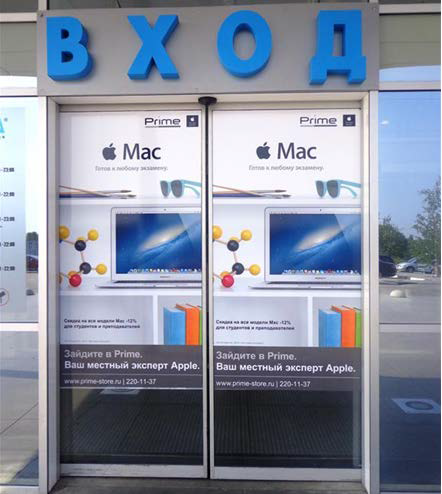 ВХОД
Prime
Mac
Готов к любому экзамену.
Скидка на все модели Mac -12%
для студентов и преподавателей
Зайдите в Prime.
Ваш местный эксперт Apple.
www.prime-store.ru | 220-11-37
Prime
Mac
Готов к любому экзамену.
Скидка на все модели Mac -12%
для студентов и преподавателей
Зайдите в Prime.
Ваш местный эксперт Apple.
www.prime-store.ru | 220-11-37